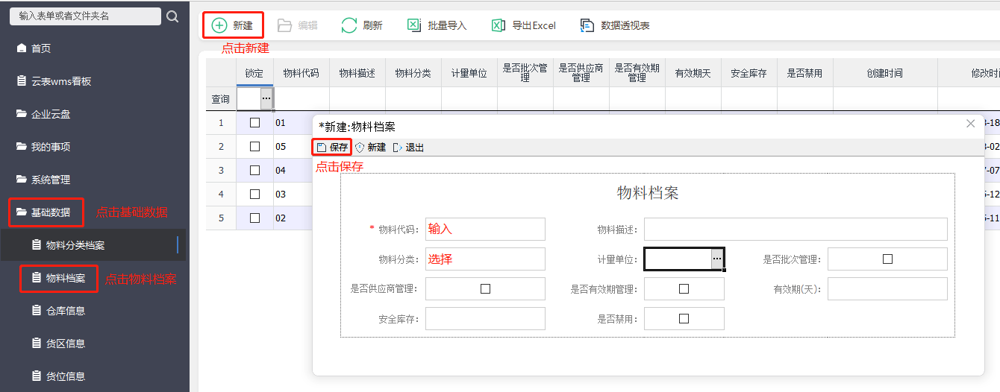 输入表单或者文件夹名
首页
云表wms看板
企业云盘
我的事项
系统管理
基础数据 点击基础数据
物料分类档案
物料档案 点击物料档案
仓库信息
货区信息
货位信息
新建 编辑 刷新 批量导入 导出Excel 数据透视表
点击新建
锁定 物料代码 物料描述 物料分类 计量单位 是否批次管理 是否供应商管理 是否有效期管理 有效期天 安全库存 是否禁用 创建时间 修改时间
查询 ...
1 01 3-18
2 05 3-02
3 04 7-07
4 03 5-12
5 02 5-11
*新建:物料档案
保存 新建 退出
点击保存
物料档案
* 物料代码: 输入 物料描述:
物料分类: 选择 计量单位: ... 是否批次管理:
是否供应商管理: 是否有效期管理: 有效期(天):
安全库存: 是否禁用: